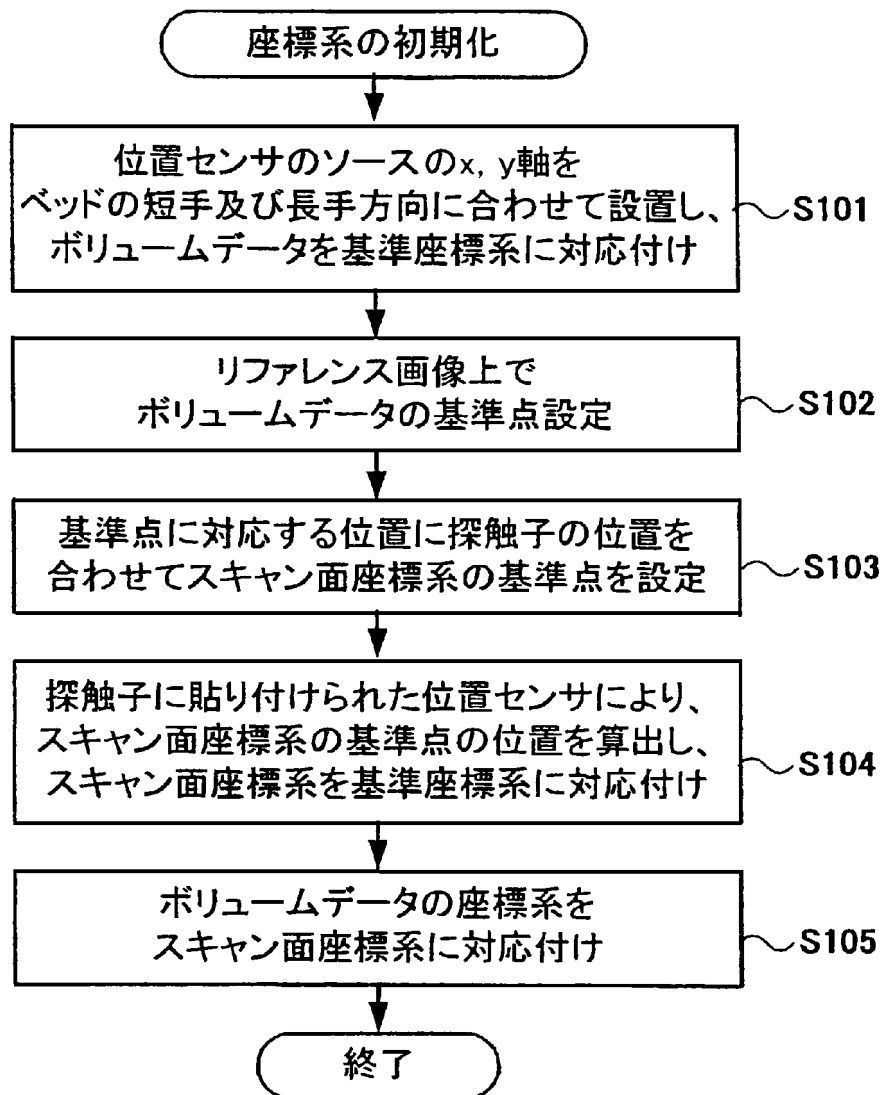 座標系の初期化
位置センサのソースのx, y軸を
ベッドの短手及び長手方向に合わせて設置し、
ボリュームデータを基準座標系に対応付け
S101
リファレンス画像上で
ボリュームデータの基準点設定
S102
基準点に対応する位置に探触子の位置を
合わせてスキャン面座標系の基準点を設定
S103
探触子に貼り付けられた位置センサにより、
スキャン面座標系の基準点の位置を算出し、
スキャン面座標系を基準座標系に対応付け
S104
ボリュームデータの座標系を
スキャン面座標系に対応付け
S105
終了